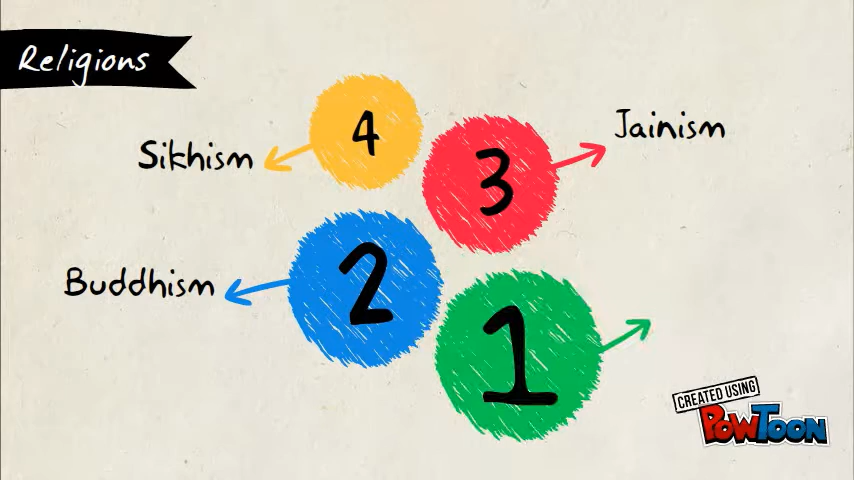 Religions
4
Sikhism
3
Jainism
2
Buddhism
1
CREATED USING
POWTOON